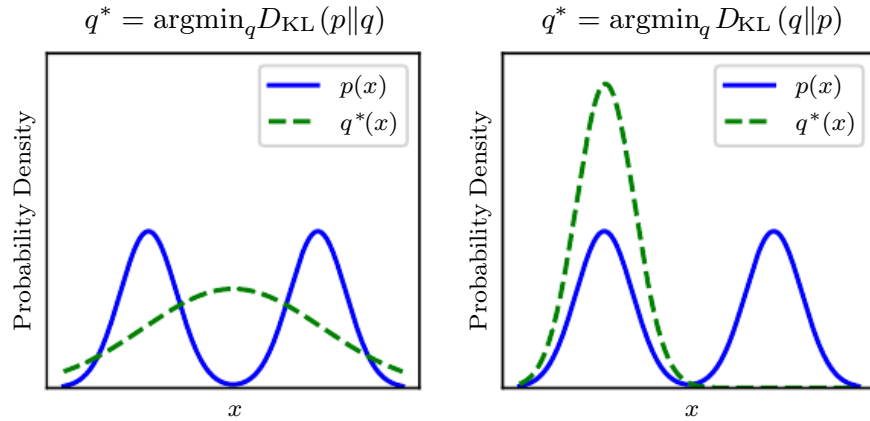 q* = argmin_q D_KL (p‖q)
Probability Density
p(x)
q*(x)
x
q* = argmin_q D_KL (q‖p)
Probability Density
p(x)
q*(x)
x